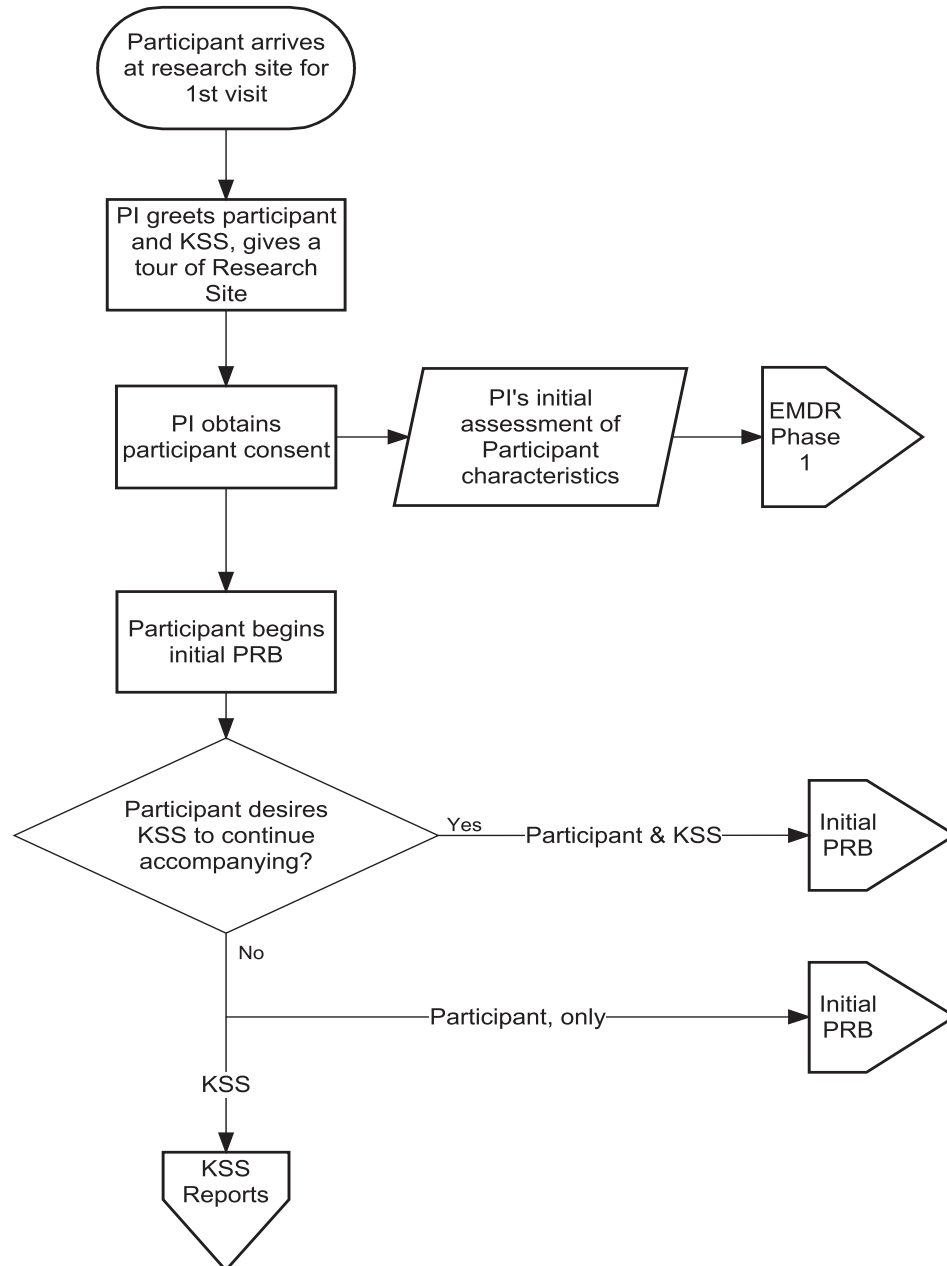 Participant arrives
at research site for
1st visit
PI greets participant
and KSS, gives a
tour of Research
Site
PI obtains
participant consent
PI's initial
assessment of
Participant
characteristics
EMDR
Phase
1
Participant begins
initial PRB
Participant desires
KSS to continue
accompanying?
Yes
Participant & KSS
Initial
PRB
No
Participant, only
Initial
PRB
KSS
KSS
Reports